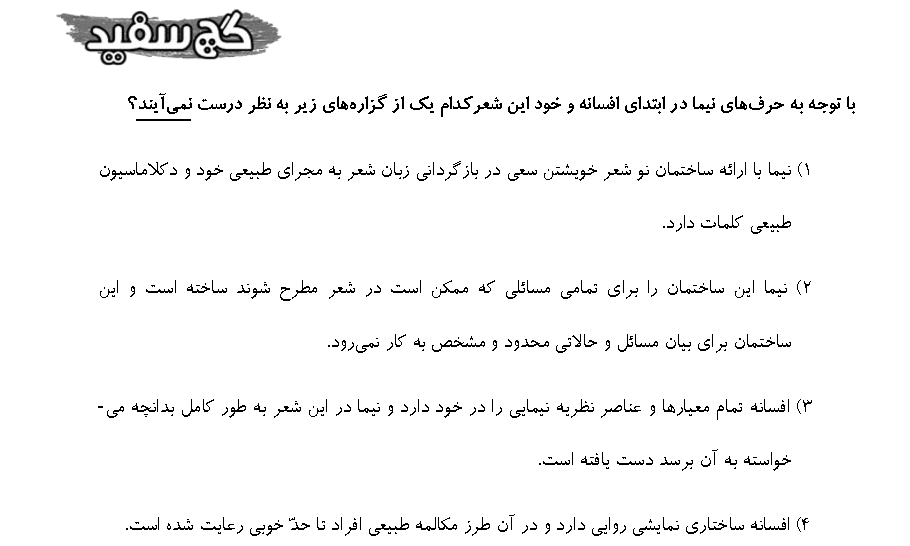 گچ سفید
با توجه به حرف‌های نیما در ابتدای افسانه و خود این شعرکدام یک از گزاره‌های زیر به نظر درست نمی‌آیند؟
۱) نیما با ارائه ساختمان نو شعر خویشتن سعی در بازگردانی زبان شعر به مجرای طبیعی خود و دکلاماسیون
طبیعی کلمات دارد.
۲) نیما این ساختمان را برای تمامی مسائلی که ممکن است در شعر مطرح شوند ساخته است و این
ساختمان برای بیان مسائل و حالاتی محدود و مشخص به کار نمی‌رود.
۳) افسانه تمام معیارها و عناصر نظریه نیمایی را در خود دارد و نیما در این شعر به طور کامل بدانچه می-
خواسته به آن برسد دست یافته است.
۴) افسانه ساختاری نمایشی روایی دارد و در آن طرز مکالمه طبیعی افراد تا حدّ خوبی رعایت شده است.